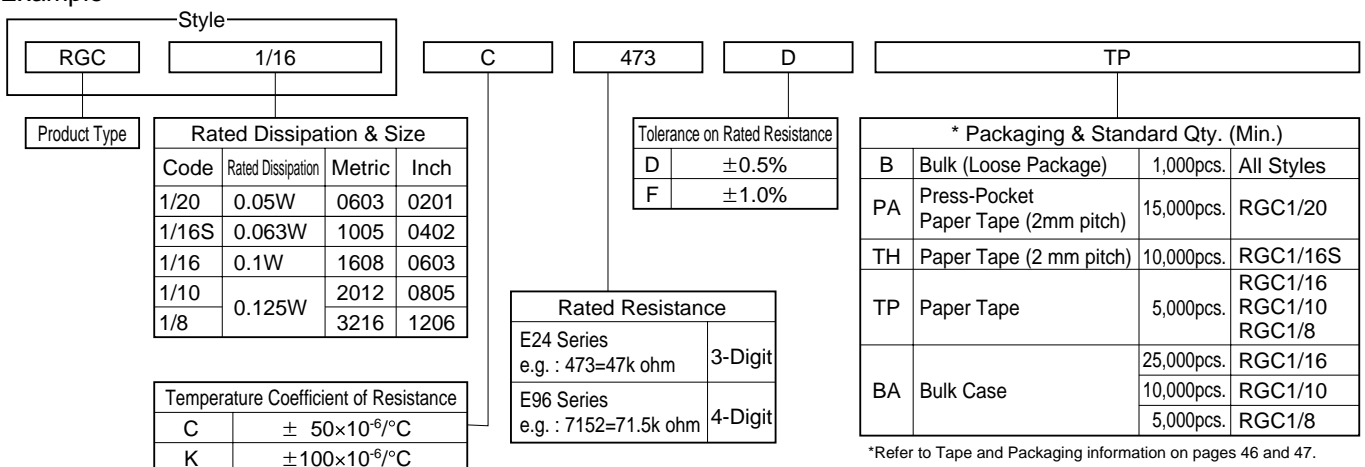 Style
RGC 1/16 C 473 D TP
Product Type
Rated Dissipation & Size
Code Rated Dissipation Metric Inch
1/20 0.05W 0603 0201
1/16S 0.063W 1005 0402
1/16 0.1W 1608 0603
1/10 0.125W 2012 0805
1/8 3216 1206
Temperature Coefficient of Resistance
C ± 50×10-6/°C
K ±100×10-6/°C
Rated Resistance
E24 Series
e.g. : 473=47k ohm 3-Digit
E96 Series
e.g. : 7152=71.5k ohm 4-Digit
Tolerance on Rated Resistance
D ±0.5%
F ±1.0%
* Packaging & Standard Qty. (Min.)
B Bulk (Loose Package) 1,000pcs. All Styles
PA Press-Pocket
Paper Tape (2mm pitch) 15,000pcs. RGC1/20
TH Paper Tape (2 mm pitch) 10,000pcs. RGC1/16S
TP Paper Tape 5,000pcs. RGC1/16
RGC1/10
RGC1/8
BA Bulk Case 25,000pcs. RGC1/16
10,000pcs. RGC1/10
5,000pcs. RGC1/8
*Refer to Tape and Packaging information on pages 46 and 47.